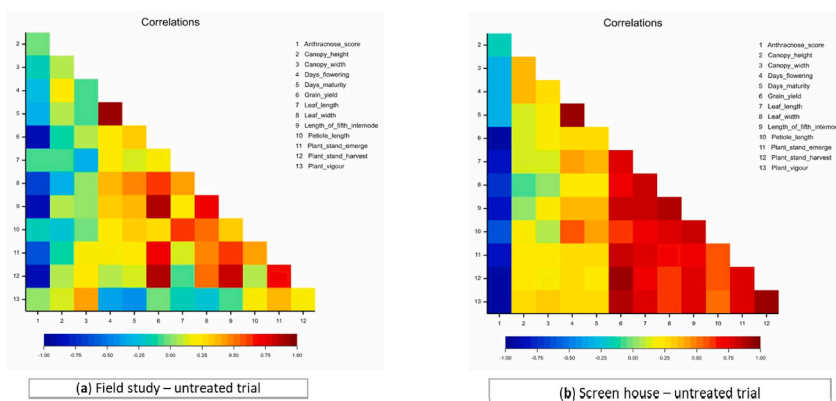 Correlations
1 Anthracnose_score
2 Canopy_height
3 Canopy_width
4 Days_flowering
5 Days_maturity
6 Grain_yield
7 Leaf_length
8 Leaf_width
9 Length_of_fifth_internode
10 Petiole_length
11 Plant_stand_emerge
12 Plant_stand_harvest
13 Plant_vigour
2
3
4
5
6
7
8
9
10
11
12
13
1 2 3 4 5 6 7 8 9 10 11 12
-1.00 -0.75 -0.50 -0.25 0.00 0.25 0.50 0.75 1.00
(a) Field study – untreated trial
Correlations
1 Anthracnose_score
2 Canopy_height
3 Canopy_width
4 Days_flowering
5 Days_maturity
6 Grain_yield
7 Leaf_length
8 Leaf_width
9 Length_of_fifth_internode
10 Petiole_length
11 Plant_stand_emerge
12 Plant_stand_harvest
13 Plant_vigour
2
3
4
5
6
7
8
9
10
11
12
13
1 2 3 4 5 6 7 8 9 10 11 12
-1.00 -0.75 -0.50 -0.25 0.00 0.25 0.50 0.75 1.00
(b) Screen house – untreated trial